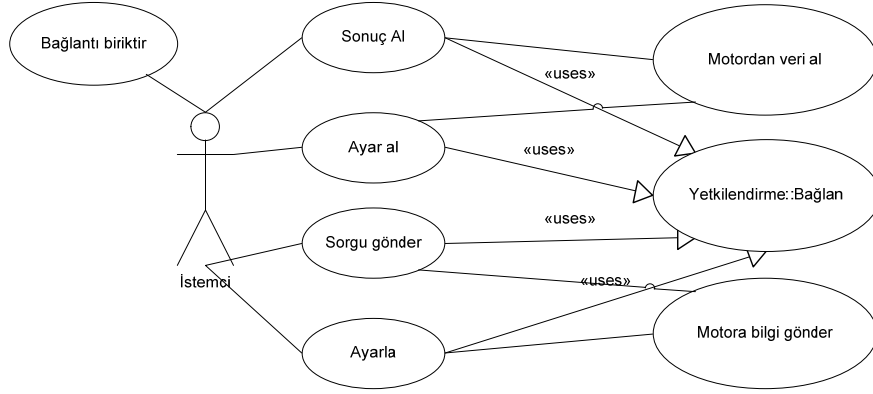 Bağlantı biriktir
Sonuç Al
Motordan veri al
«uses»
Ayar al
«uses»
Yetkilendirme::Bağlan
«uses»
Sorgu gönder
İstemci
«uses»
Motora bilgi gönder
Ayarla